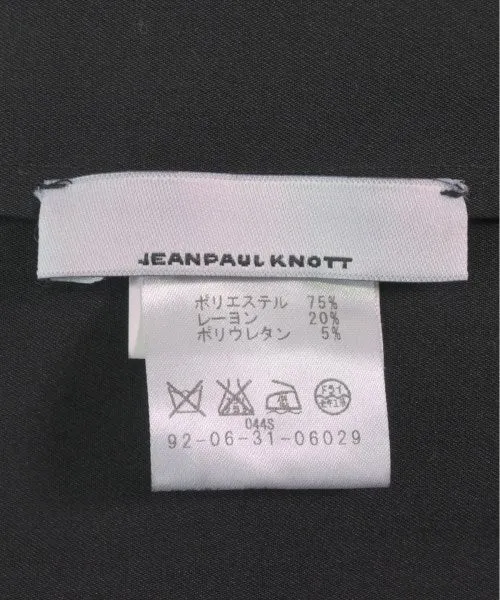 JEANPAUL KNOTT
ポリエステル 75%
レーヨン 20%
ポリウレタン 5%
044S
92-06-31-06029